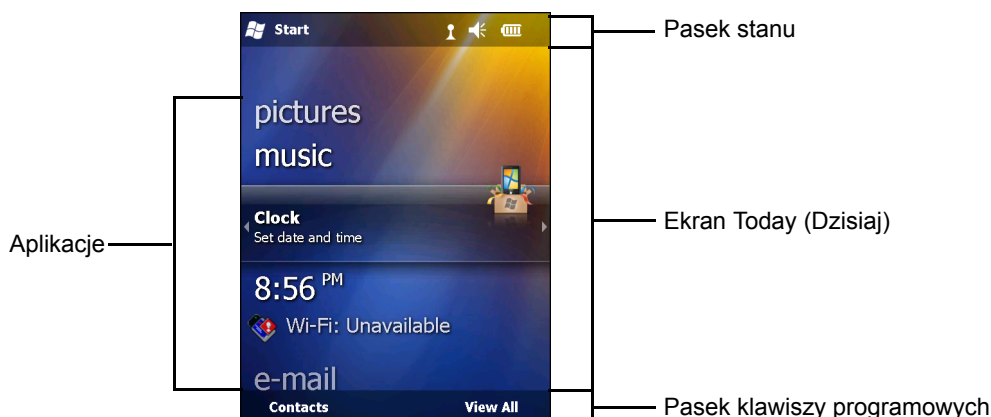 Start
Pasek stanu
pictures
music
Clock
Set date and time
Aplikacje
Ekran Today (Dzisiaj)
8:56 PM
Wi-Fi: Unavailable
e-mail
Contacts
View All
Pasek klawiszy programowych